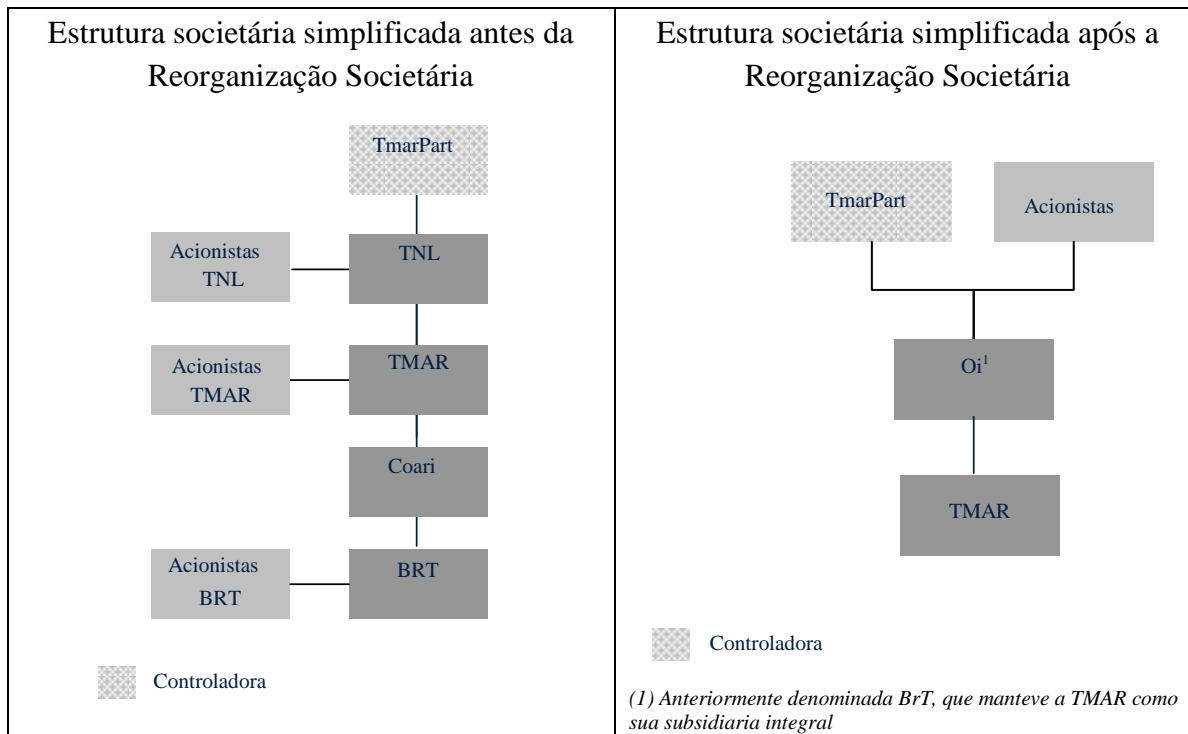 Estrutura societária simplificada antes da
Reorganização Societária
TmarPart
Acionistas
TNL
TNL
Acionistas
TMAR
TMAR
Coari
Acionistas
BRT
BRT
Controladora
Estrutura societária simplificada após a
Reorganização Societária
TmarPart
Acionistas
Oi¹
TMAR
Controladora
(1) Anteriormente denominada BrT, que manteve a TMAR como
sua subsidiaria integral